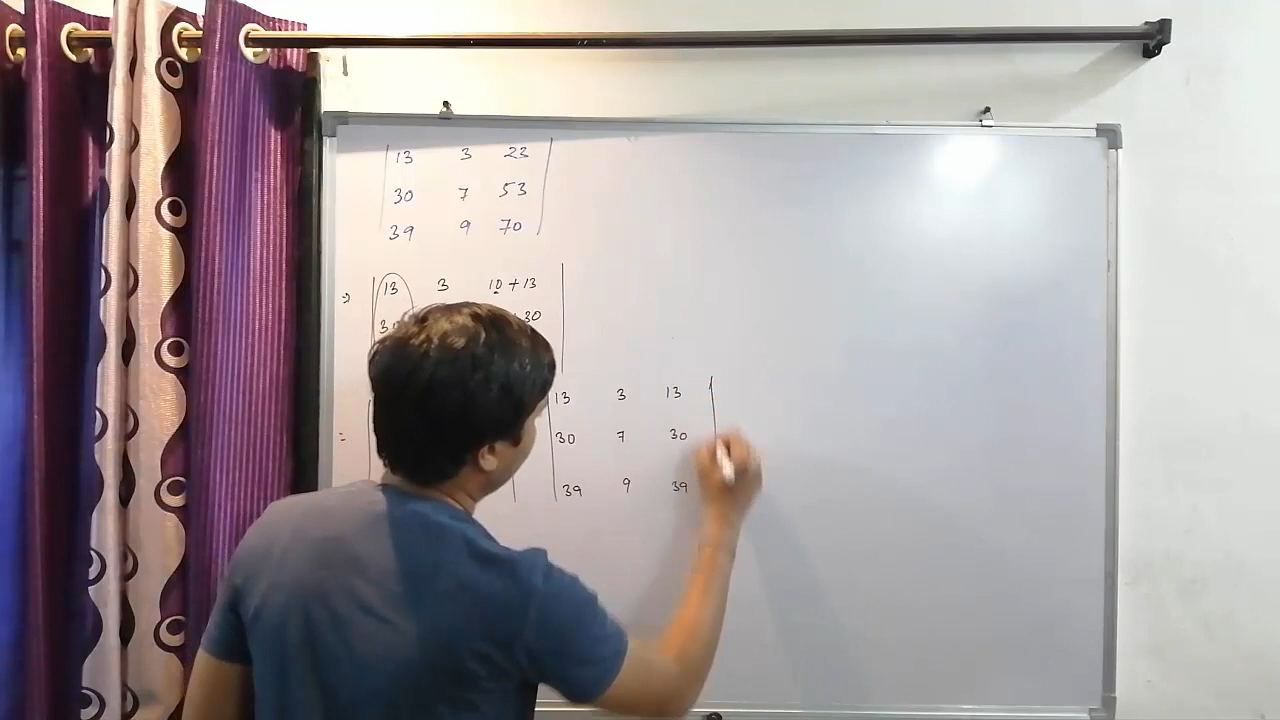 13 3 23
30 7 53
39 9 70
⇒ 13 3 10 + 13
30
= 13 3 13
30 7 30
39 9 39